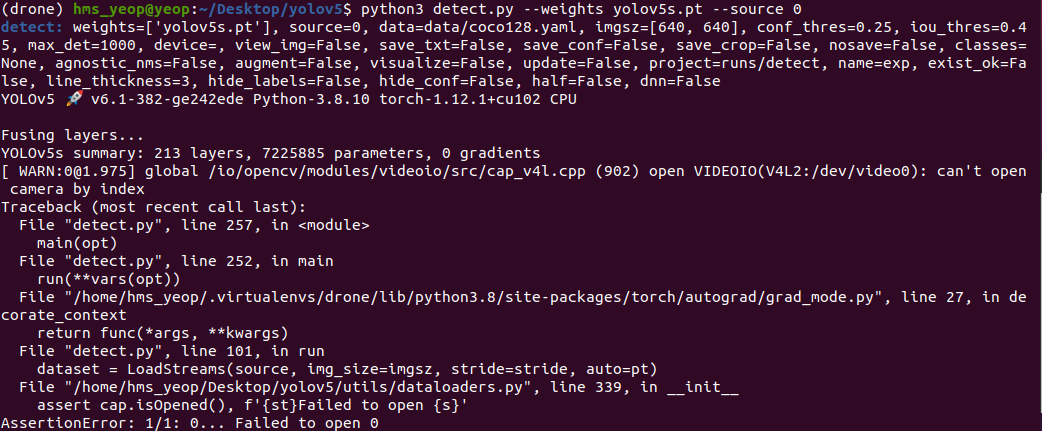 (drone) hms_yeop@yeop:~/Desktop/yolov5$ python3 detect.py --weights yolov5s.pt --source 0
detect: weights=['yolov5s.pt'], source=0, data=data/coco128.yaml, imgsz=[640, 640], conf_thres=0.25, iou_thres=0.4
5, max_det=1000, device=, view_img=False, save_txt=False, save_conf=False, save_crop=False, nosave=False, classes=
None, agnostic_nms=False, augment=False, visualize=False, update=False, project=runs/detect, name=exp, exist_ok=Fa
lse, line_thickness=3, hide_labels=False, hide_conf=False, half=False, dnn=False
YOLOv5 🚀 v6.1-382-ge242ede Python-3.8.10 torch-1.12.1+cu102 CPU
Fusing layers...
YOLOv5s summary: 213 layers, 7225885 parameters, 0 gradients
[ WARN:0@1.975] global /io/opencv/modules/videoio/src/cap_v4l.cpp (902) open VIDEOIO(V4L2:/dev/video0): can't open
 camera by index
Traceback (most recent call last):
  File "detect.py", line 257, in <module>
    main(opt)
  File "detect.py", line 252, in main
    run(**vars(opt))
  File "/home/hms_yeop/.virtualenvs/drone/lib/python3.8/site-packages/torch/autograd/grad_mode.py", line 27, in de
corate_context
    return func(*args, **kwargs)
  File "detect.py", line 101, in run
    dataset = LoadStreams(source, img_size=imgsz, stride=stride, auto=pt)
  File "/home/hms_yeop/Desktop/yolov5/utils/dataloaders.py", line 339, in __init__
    assert cap.isOpened(), f'{st}Failed to open {s}'
AssertionError: 1/1: 0... Failed to open 0